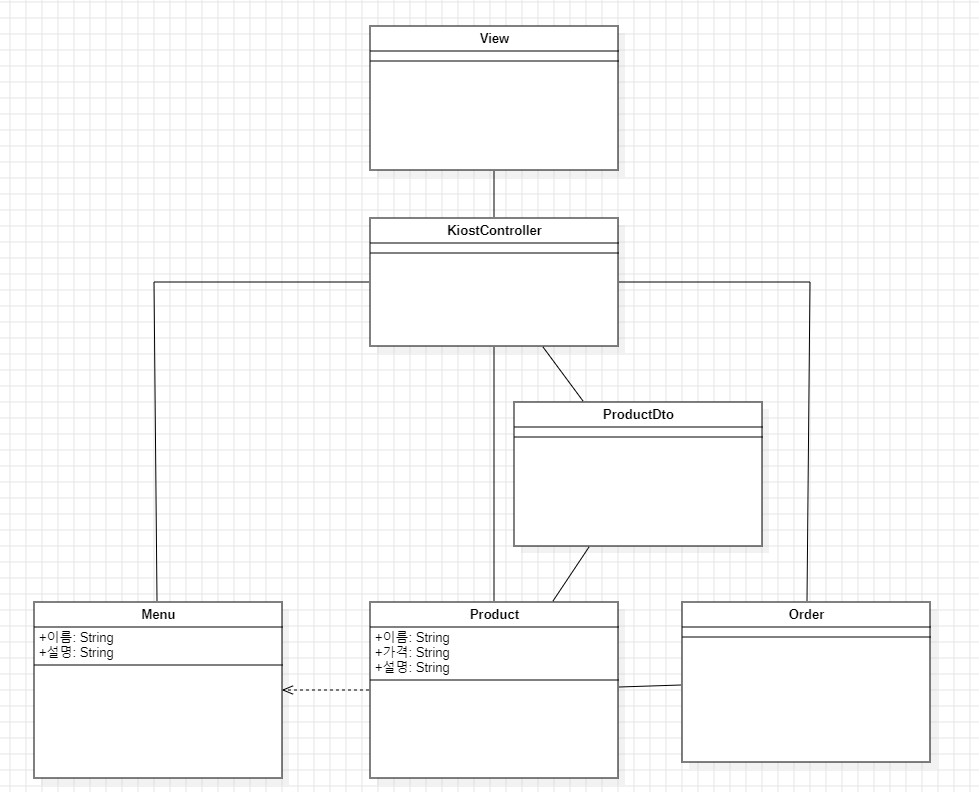 View
KiostController
ProductDto
Menu
+이름: String
+설명: String
Product
+이름: String
+가격: String
+설명: String
Order